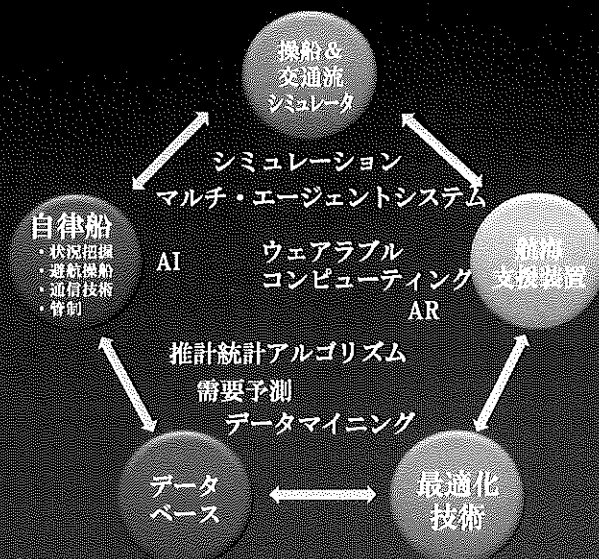 操船＆
交通流
シミュレータ
シミュレーション
マルチ・エージェントシステム
自律船
・状況把握
・避航操船
・通信技術
・管制
AI
ウェアラブル
コンピューティング
AR
航海
支援装置
推計統計アルゴリズム
需要予測
データマイニング
データ
ベース
最適化
技術